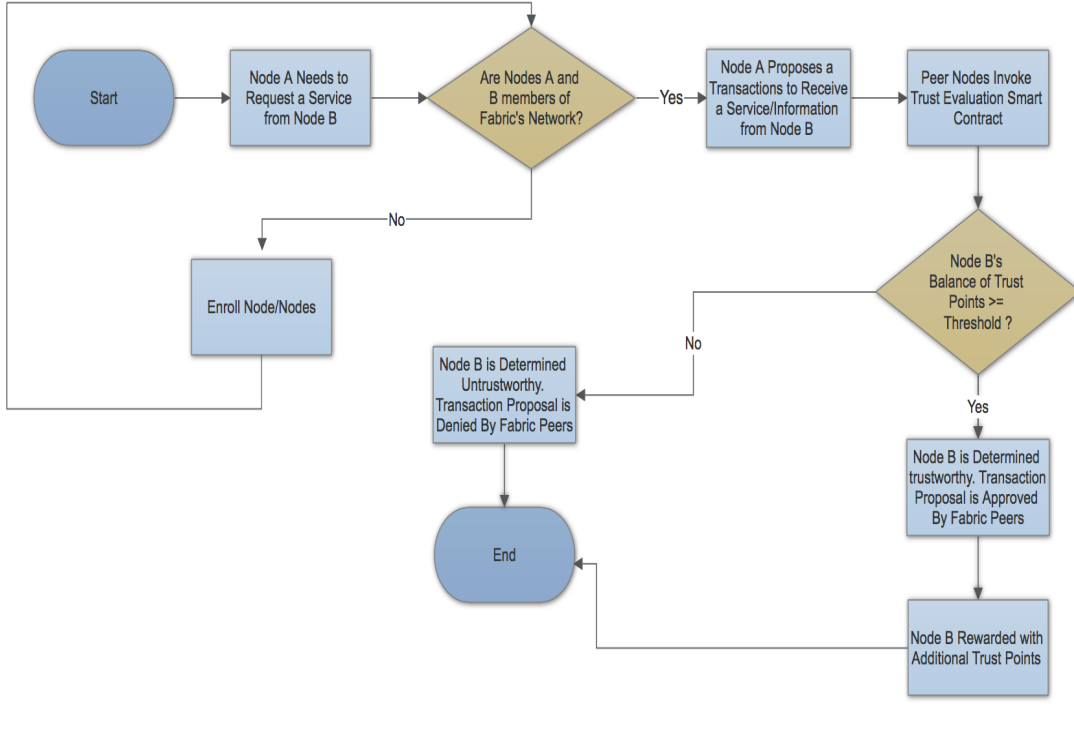 Start
Node A Needs to
Request a Service
from Node B
Are Nodes A and
B members of
Fabric's Network?
Yes
Node A Proposes a
Transactions to Receive
a Service/Information
from Node B
Peer Nodes Invoke
Trust Evaluation Smart
Contract
No
Enroll Node/Nodes
Node B's
Balance of Trust
Points >=
Threshold ?
No
Node B is Determined
Untrustworthy.
Transaction Proposal is
Denied By Fabric Peers
Yes
Node B is Determined
trustworthy. Transaction
Proposal is Approved
By Fabric Peers
End
Node B Rewarded with
Additional Trust Points